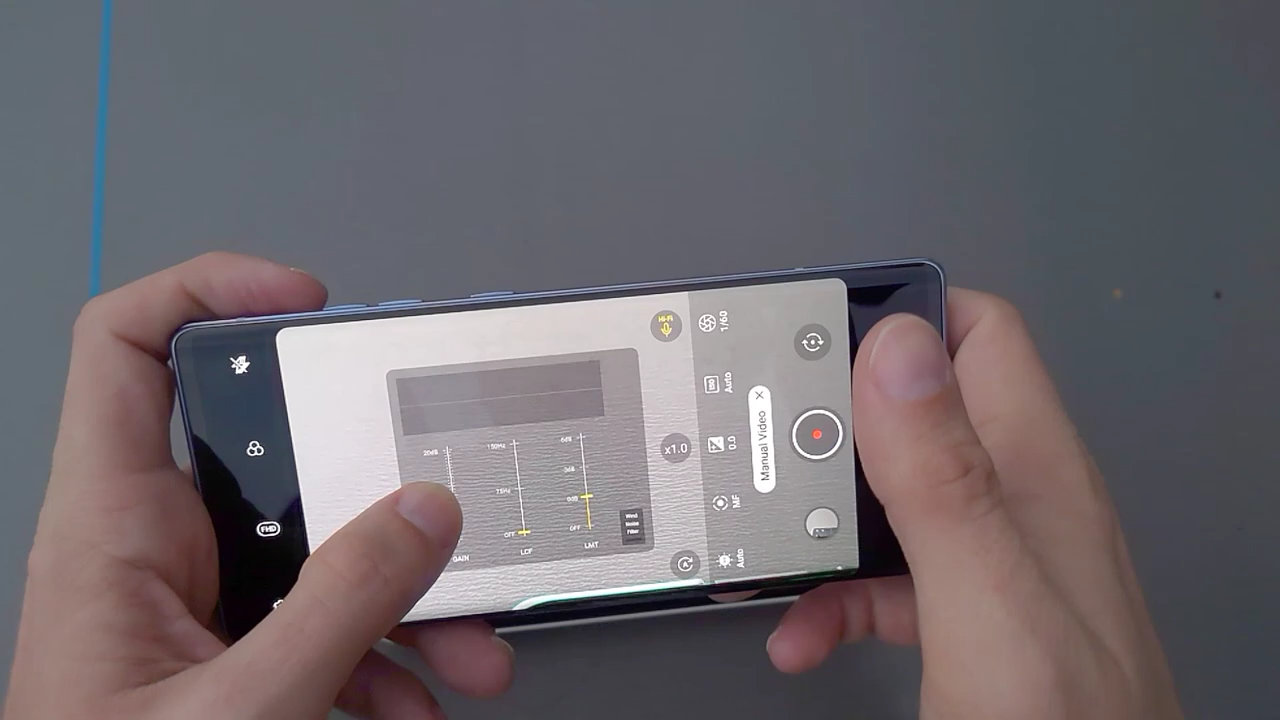 FHD
Hi-Fi
20dB
150Hz
6dB
75Hz
3dB
0dB
OFF
OFF
GAIN
LCF
LMT
Wind
Noise
Filter
x1.0
A
1/60
ISO
Auto
0.0
MF
Auto
Manual Video X